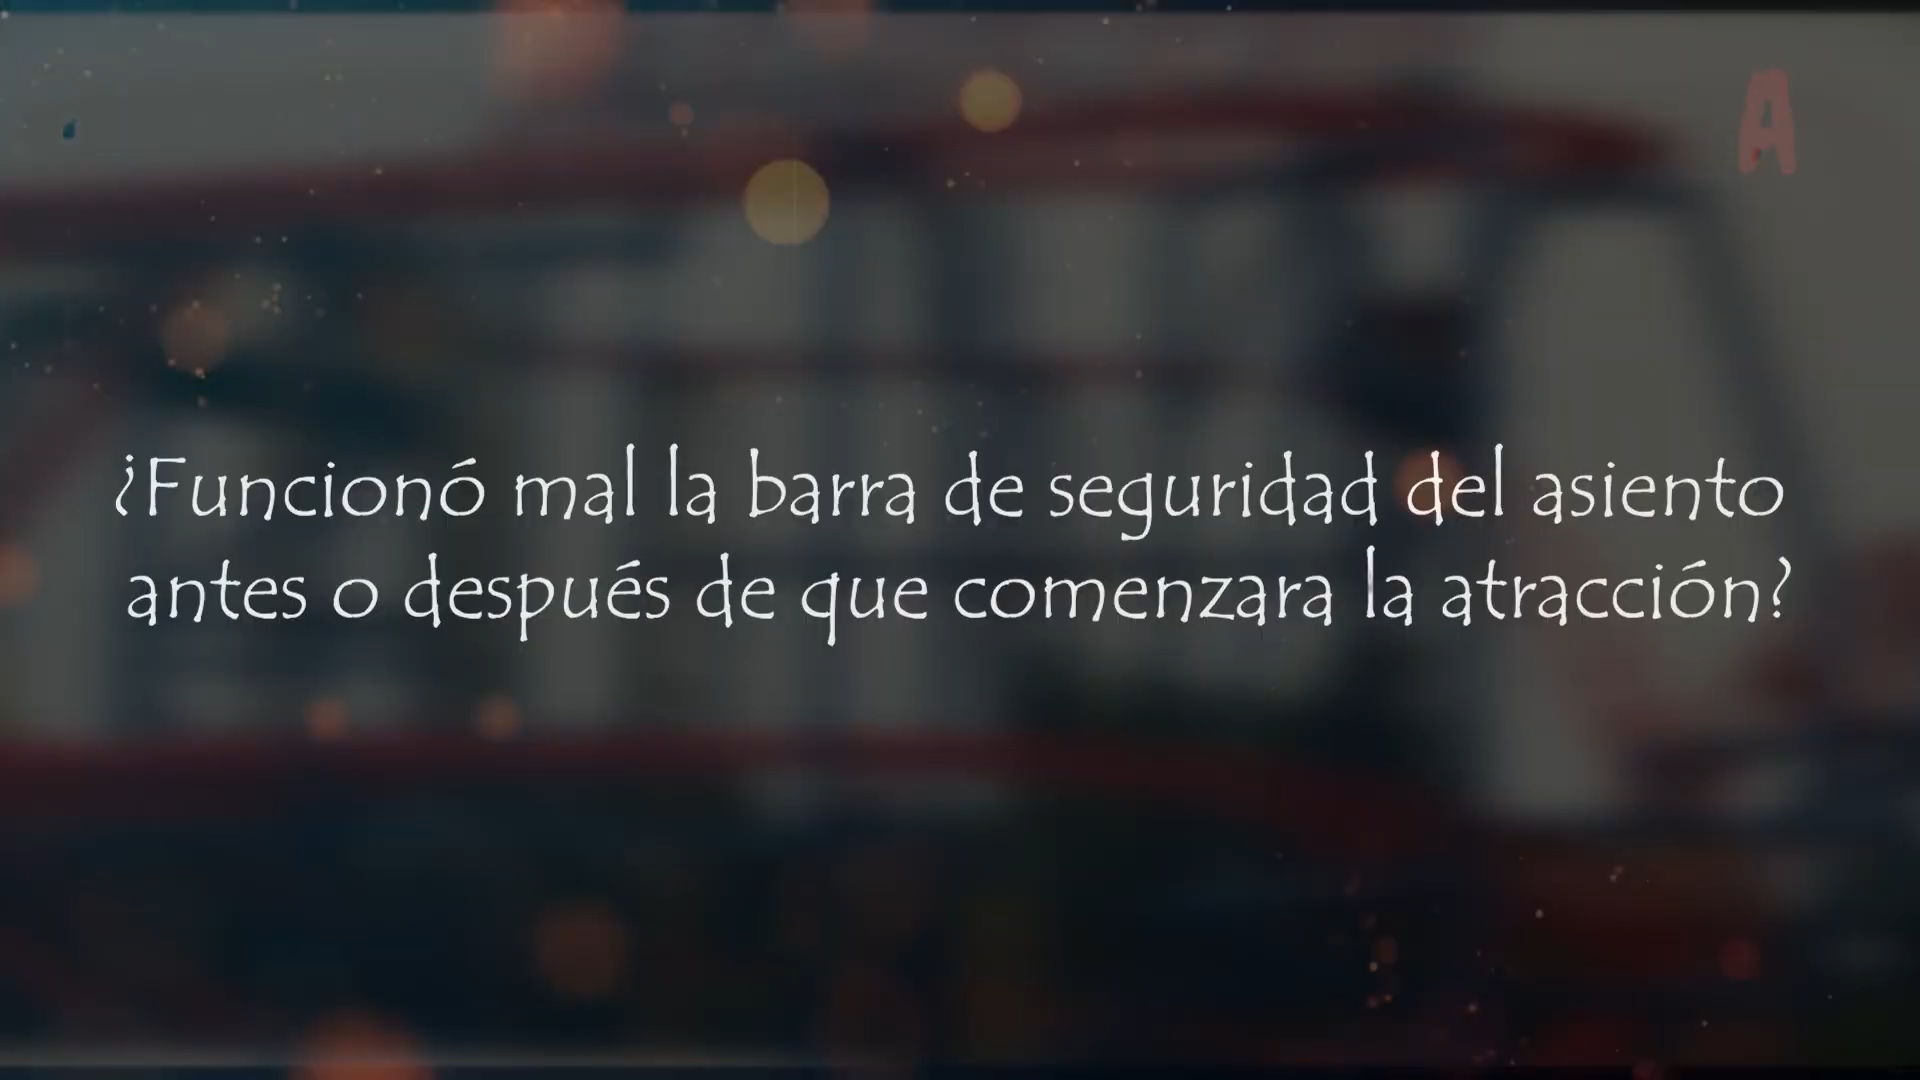 A
¿Funcionó mal la barra de seguridad del asiento
antes o después de que comenzara la atracción?